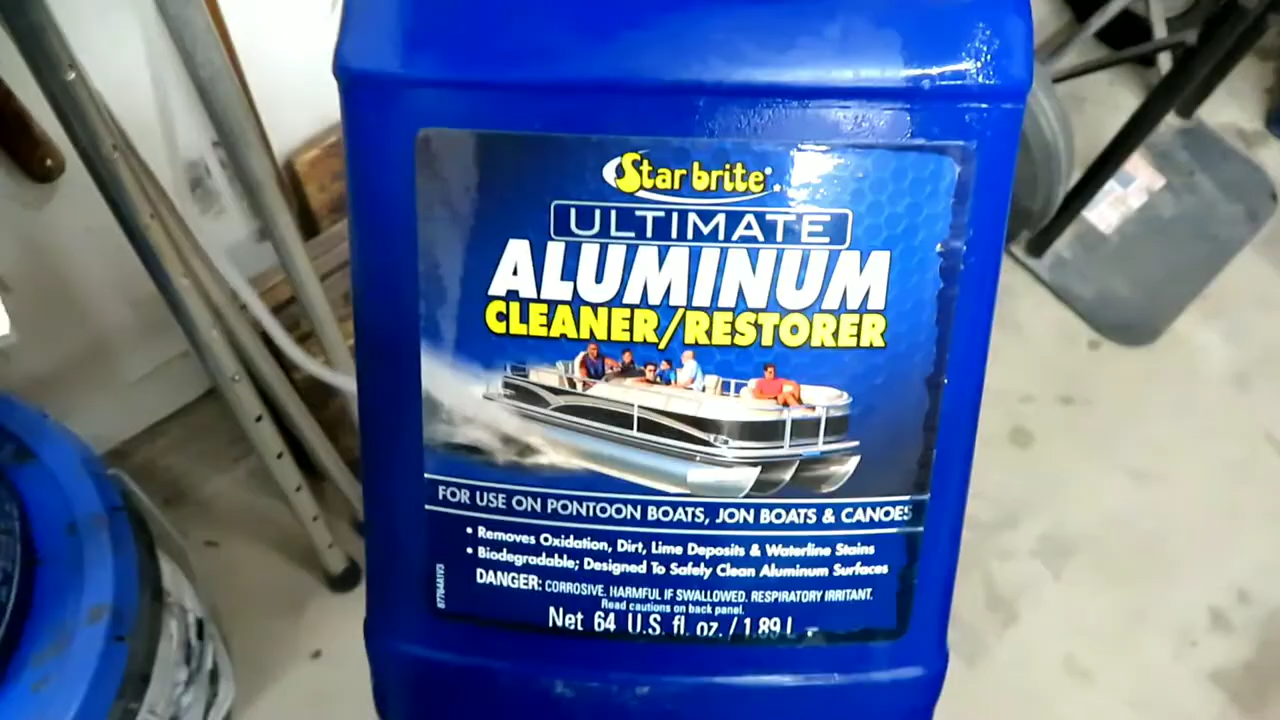 Star brite
ULTIMATE
ALUMINUM
CLEANER/RESTORER
FOR USE ON PONTOON BOATS, JON BOATS & CANOES
• Removes Oxidation, Dirt, Lime Deposits & Waterline Stains
• Biodegradable; Designed To Safely Clean Aluminum Surfaces
DANGER: CORROSIVE. HARMFUL IF SWALLOWED. RESPIRATORY IRRITANT.
Read cautions on back panel.
Net 64 U.S. fl. oz. / 1.89 L